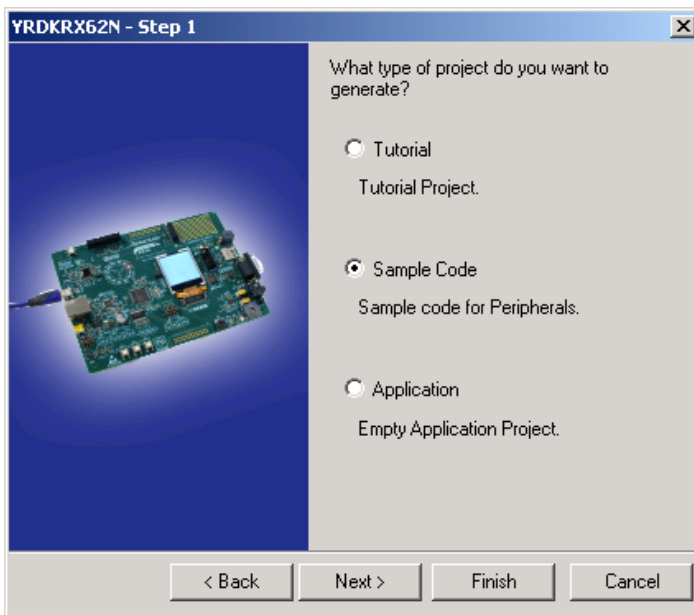 YRDKRX62N - Step 1
What type of project do you want to
generate?
Tutorial
Tutorial Project.
Sample Code
Sample code for Peripherals.
Application
Empty Application Project.
< Back
Next >
Finish
Cancel